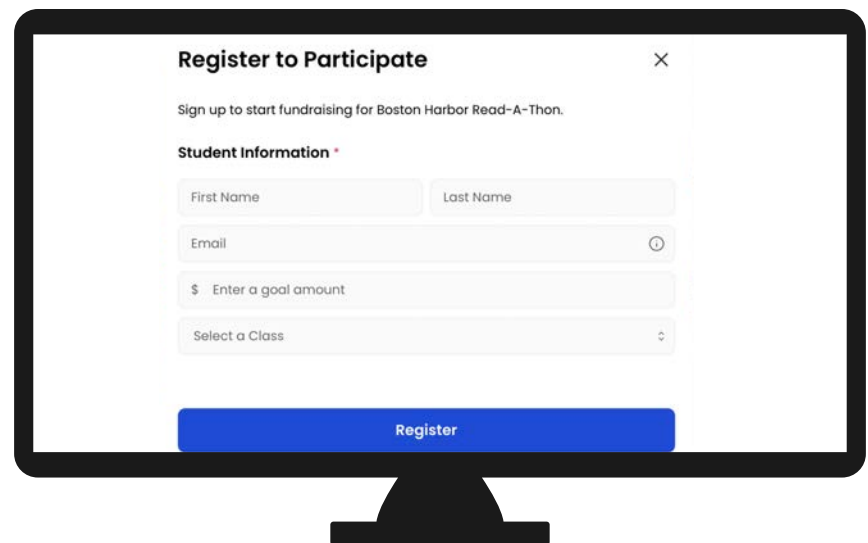 Register to Participate
Sign up to start fundraising for Boston Harbor Read-A-Thon.
Student Information *
First Name Last Name
Email
$ Enter a goal amount
Select a Class
Register